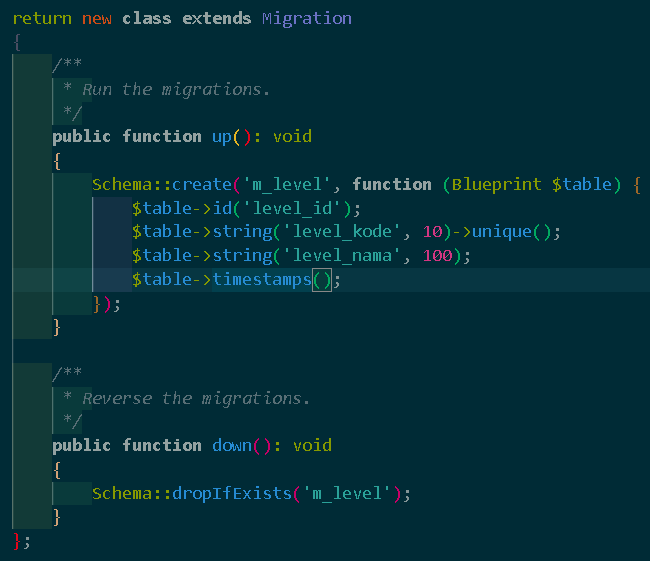 return new class extends Migration
{
    /**
     * Run the migrations.
     */
    public function up(): void
    {
        Schema::create('m_level', function (Blueprint $table) {
            $table->id('level_id');
            $table->string('level_kode', 10)->unique();
            $table->string('level_nama', 100);
            $table->timestamps();
        });
    }

    /**
     * Reverse the migrations.
     */
    public function down(): void
    {
        Schema::dropIfExists('m_level');
    }
};